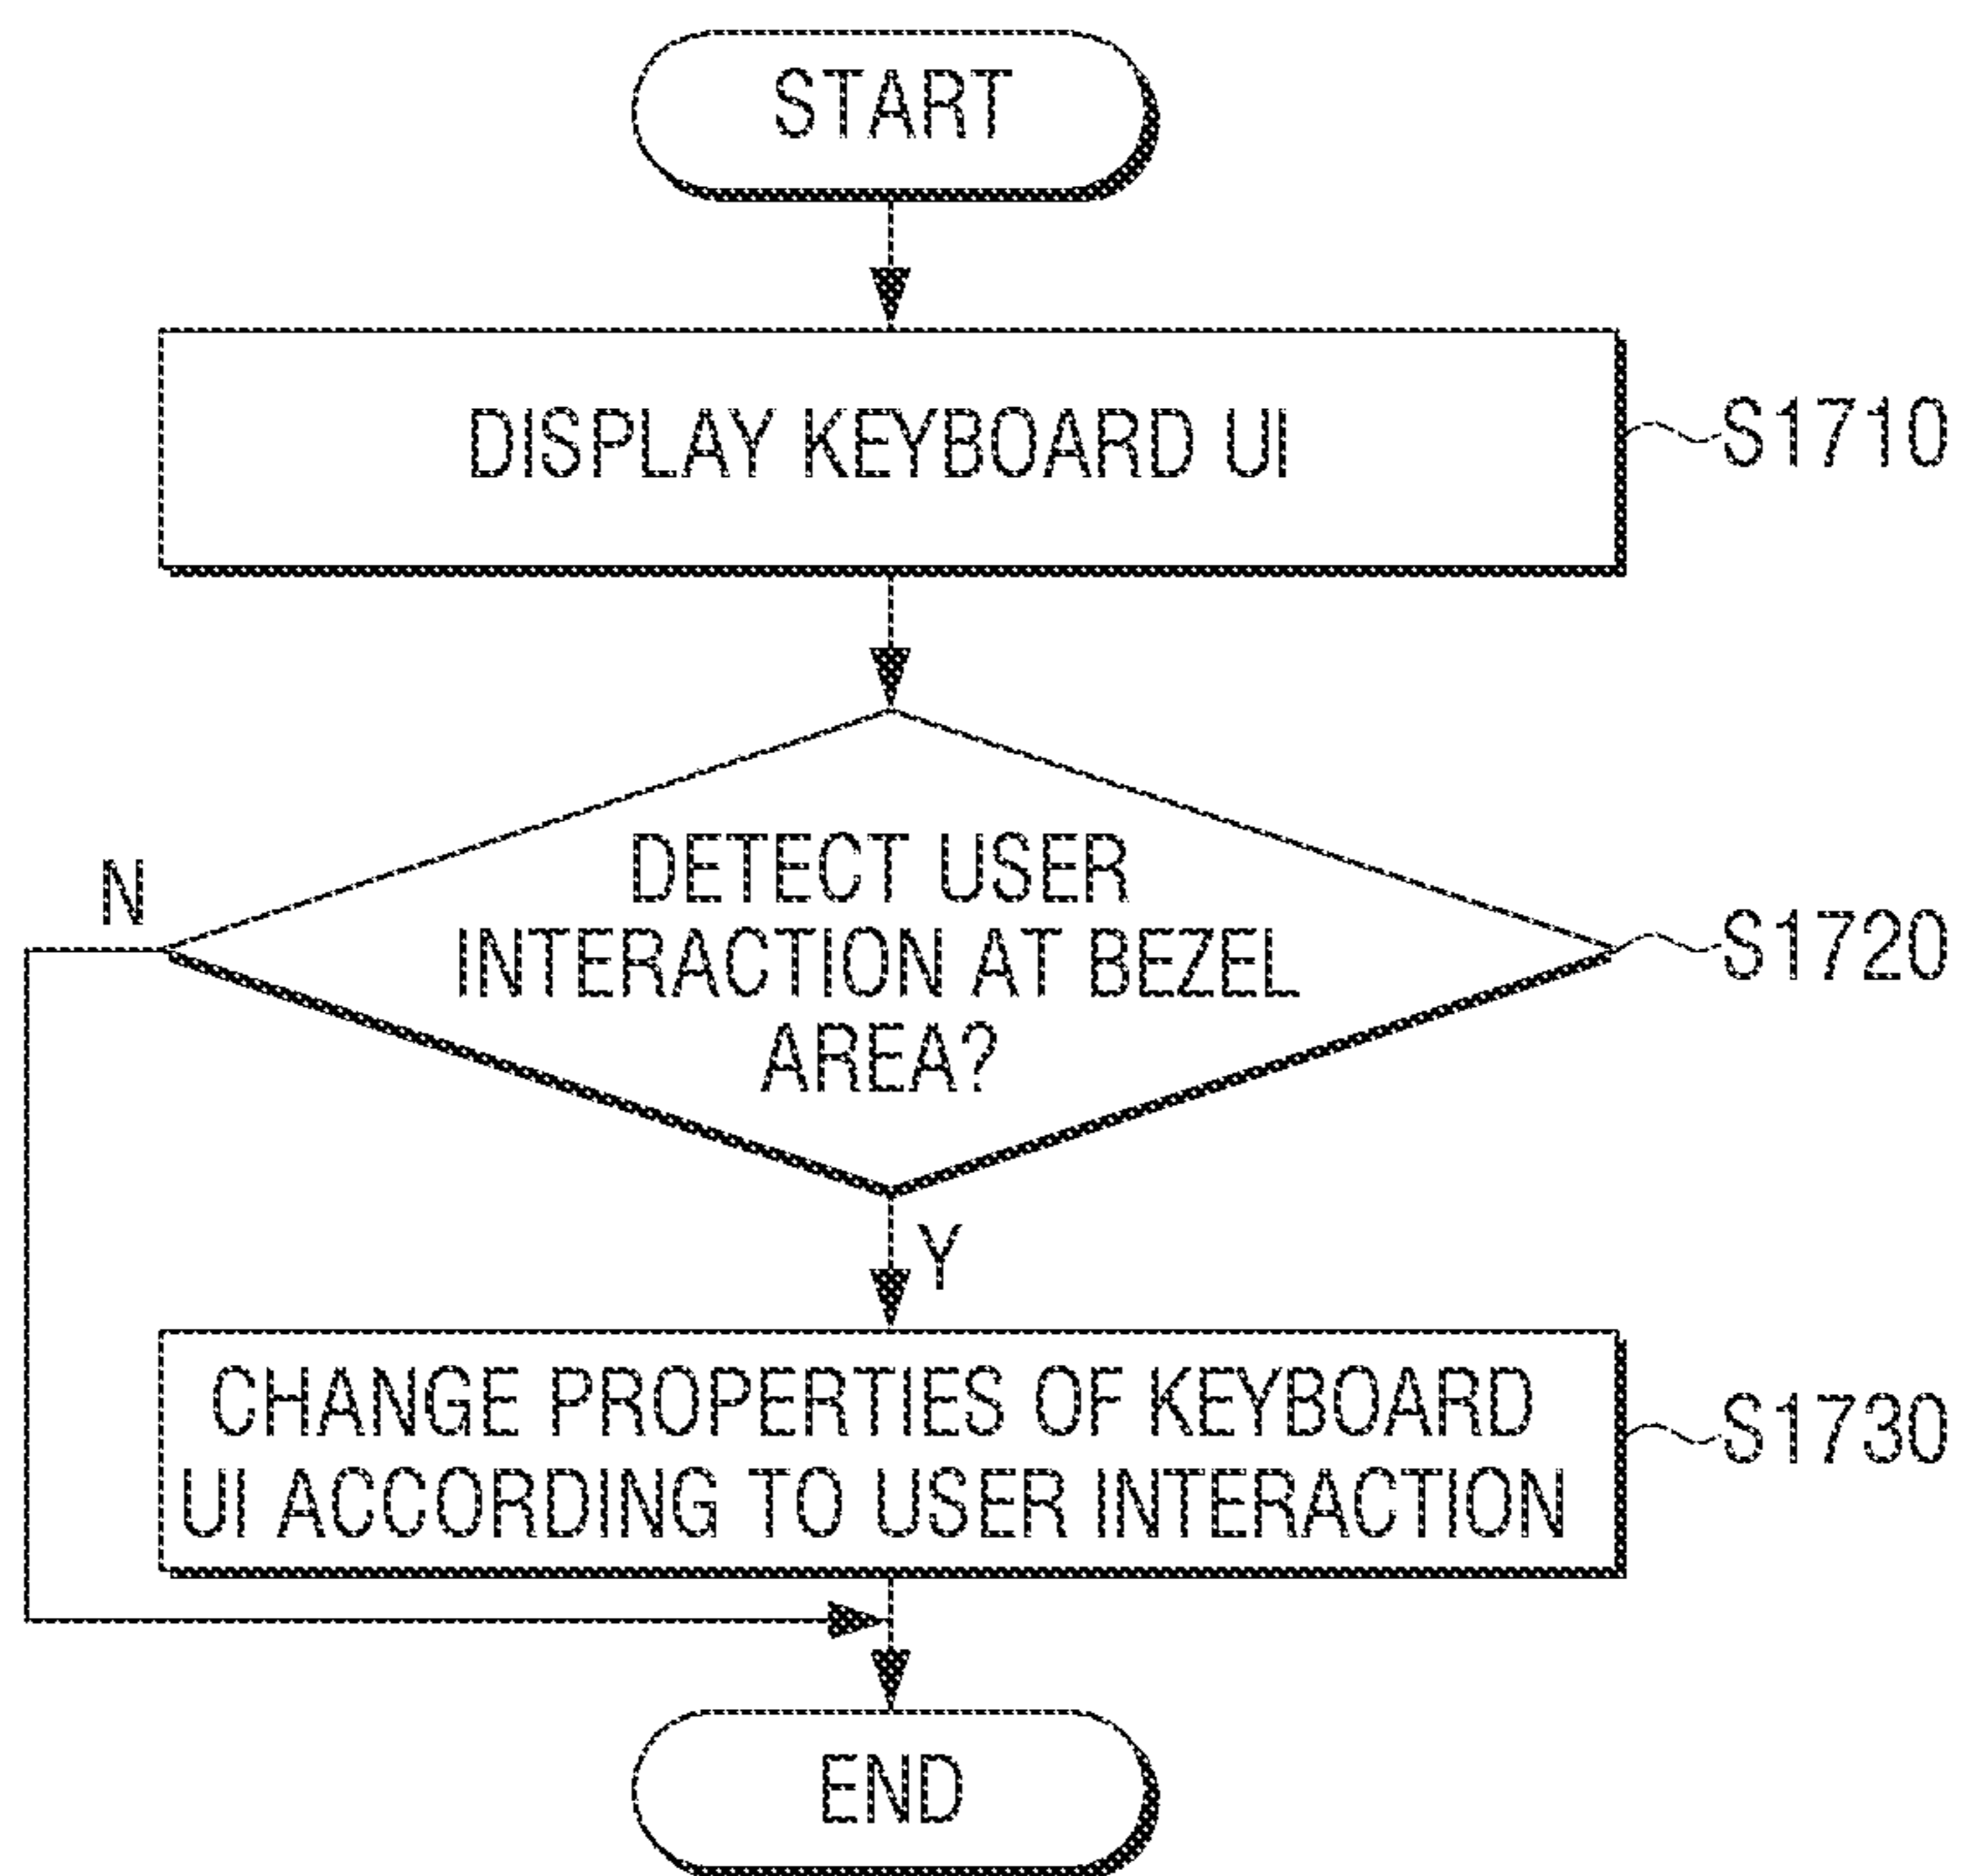 START
DISPLAY KEYBOARD UI
S1710
DETECT USER
INTERACTION AT BEZEL
AREA?
N
S1720
Y
CHANGE PROPERTIES OF KEYBOARD
UI ACCORDING TO USER INTERACTION
S1730
END